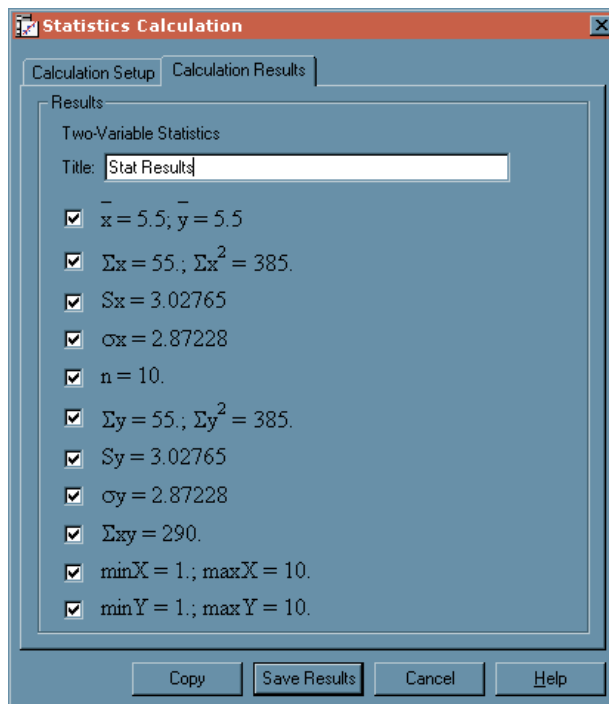 Statistics Calculation
Calculation Setup Calculation Results
Results
Two-Variable Statistics
Title: Stat Results
x̄ = 5.5; ȳ = 5.5
Σx = 55.; Σx² = 385.
Sx = 3.02765
σx = 2.87228
n = 10.
Σy = 55.; Σy² = 385.
Sy = 3.02765
σy = 2.87228
Σxy = 290.
minX = 1.; maxX = 10.
minY = 1.; maxY = 10.
Copy Save Results Cancel Help